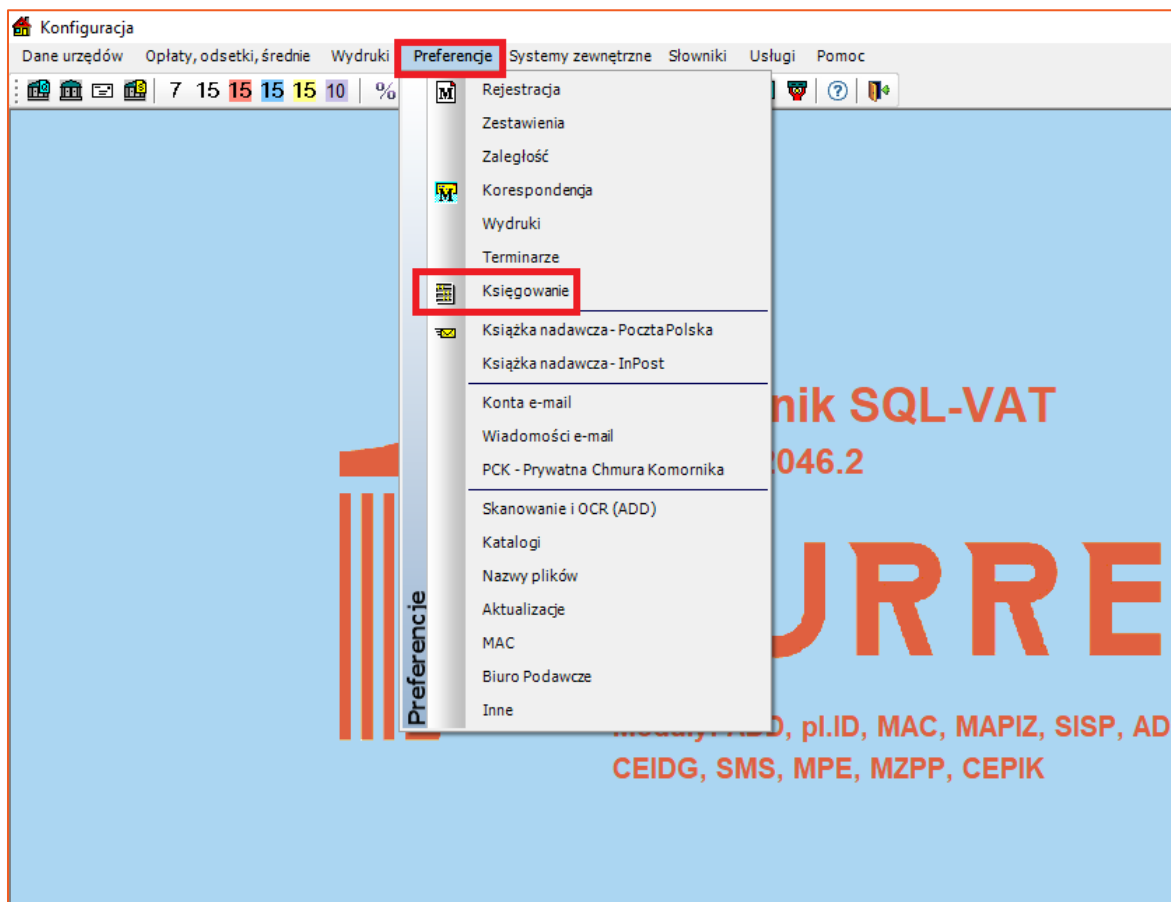 Konfiguracja
Dane urzędów Opłaty, odsetki, średnie Wydruki Preferencje Systemy zewnętrzne Słowniki Usługi Pomoc
7 15 15 15 15 10 %
Rejestracja
Zestawienia
Zaległość
Korespondencja
Wydruki
Terminarze
Księgowanie
Książka nadawcza - Poczta Polska
Książka nadawcza - InPost
Konta e-mail
Wiadomości e-mail
PCK - Prywatna Chmura Komornika
Skanowanie i OCR (ADD)
Katalogi
Nazwy plików
Aktualizacje
MAC
Biuro Podawcze
Inne
Preferencje
nik SQL-VAT
046.2
URRE
ADD, pl.ID, MAC, MAPIZ, SISP, AD
CEIDG, SMS, MPE, MZPP, CEPIK